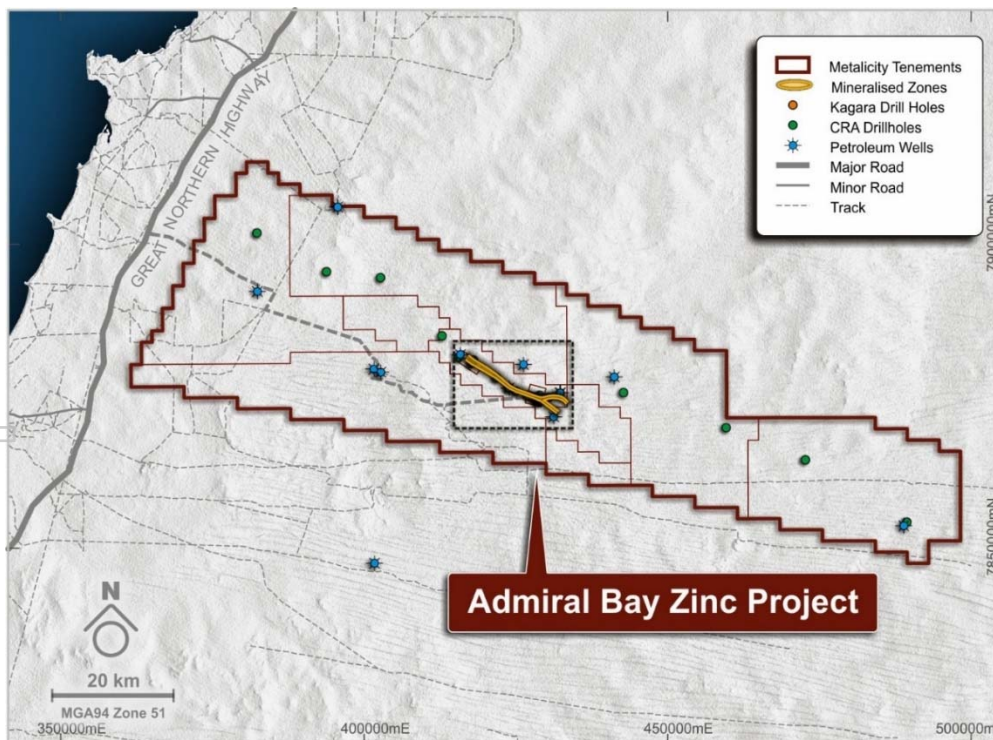 Metalicity Tenements
Mineralised Zones
Kagara Drill Holes
CRA Drillholes
Petroleum Wells
Major Road
Minor Road
Track
GREAT NORTHERN HIGHWAY
7900000mN
7850000mN
Admiral Bay Zinc Project
N
20 km
MGA94 Zone 51
350000mE
400000mE
450000mE
500000mE